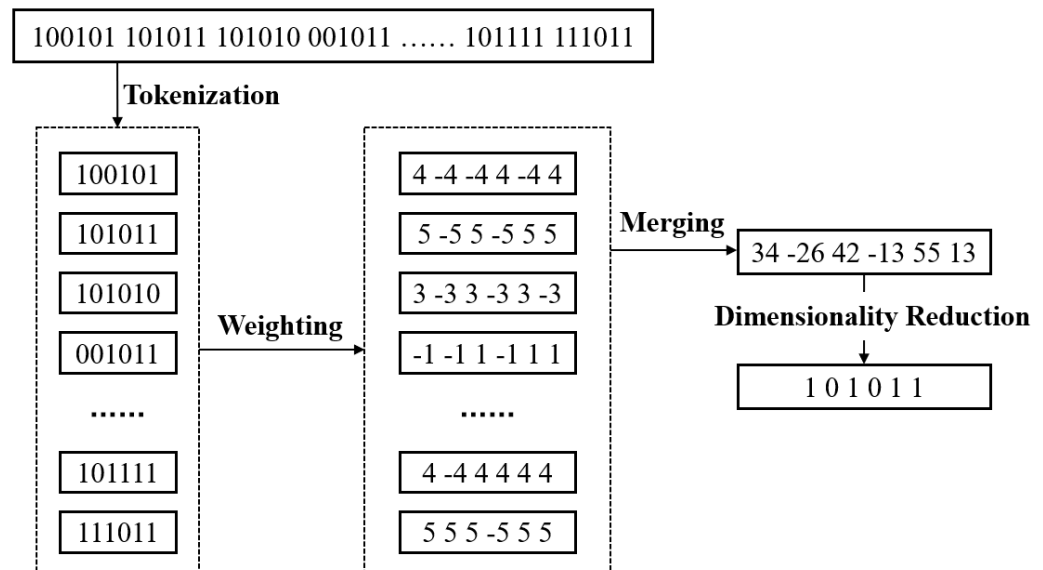 100101 101011 101010 001011 …… 101111 111011
Tokenization
100101
101011
101010
001011
……
101111
111011
Weighting
4 -4 -4 4 -4 4
5 -5 5 -5 5 5
3 -3 3 -3 3 -3
-1 -1 1 -1 1 1
……
4 -4 4 4 4 4
5 5 5 -5 5 5
Merging
34 -26 42 -13 55 13
Dimensionality Reduction
1 0 1 0 1 1